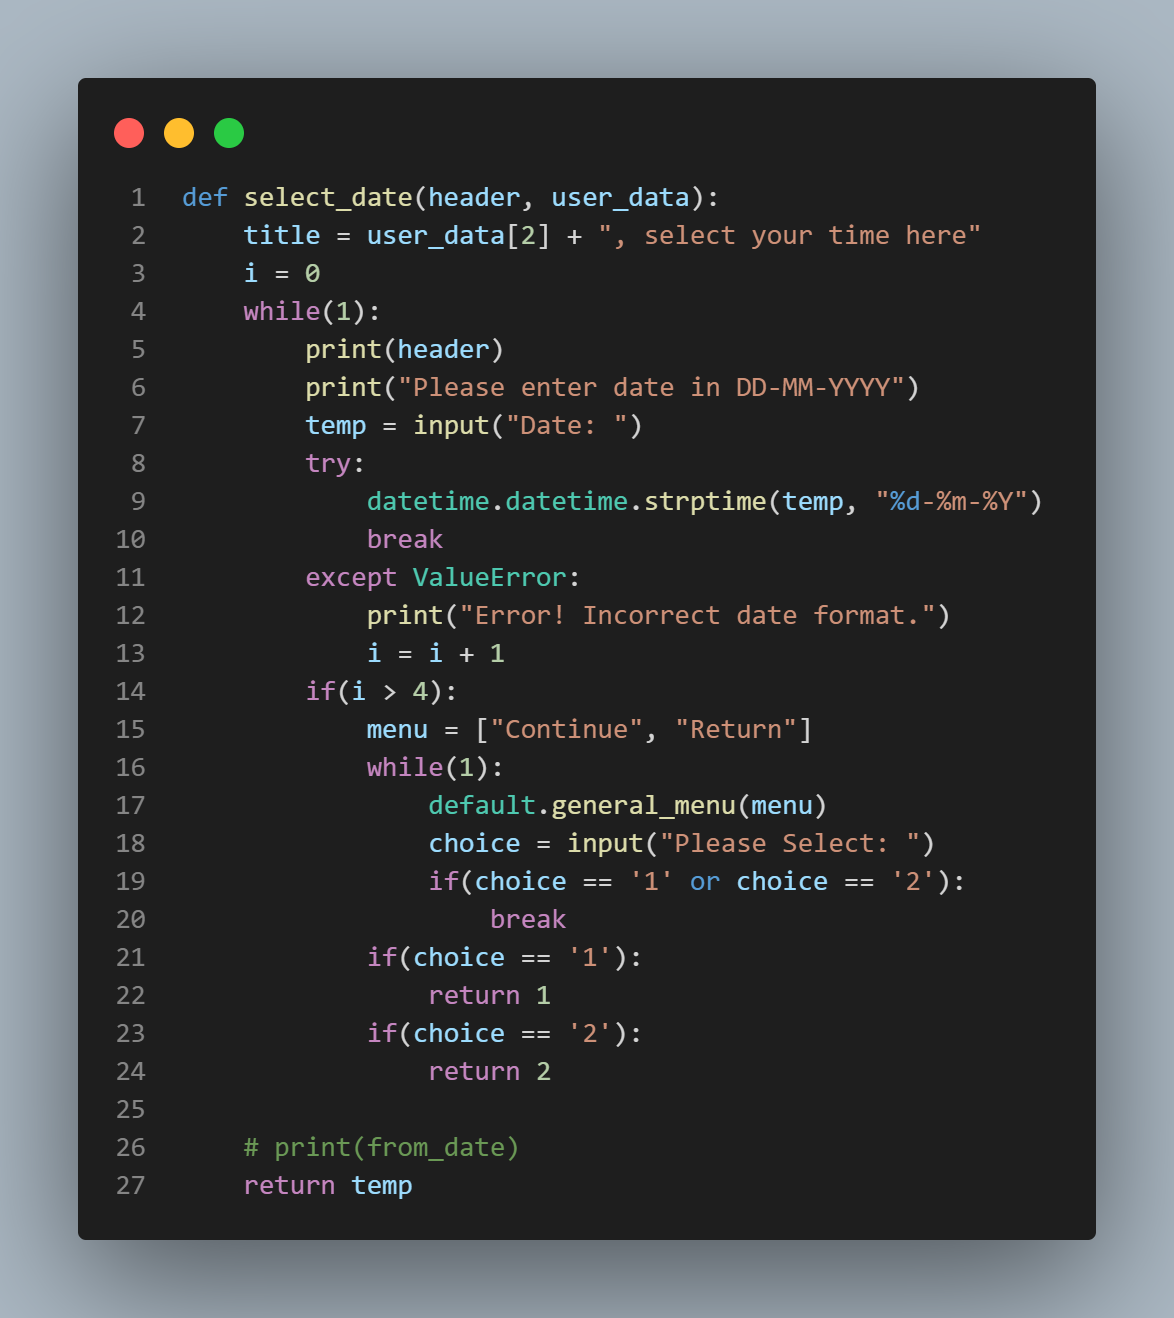 1 def select_date(header, user_data):
2     title = user_data[2] + ", select your time here"
3     i = 0
4     while(1):
5         print(header)
6         print("Please enter date in DD-MM-YYYY")
7         temp = input("Date: ")
8         try:
9             datetime.datetime.strptime(temp, "%d-%m-%Y")
10             break
11         except ValueError:
12             print("Error! Incorrect date format.")
13             i = i + 1
14         if(i > 4):
15             menu = ["Continue", "Return"]
16             while(1):
17                 default.general_menu(menu)
18                 choice = input("Please Select: ")
19                 if(choice == '1' or choice == '2'):
20                     break
21             if(choice == '1'):
22                 return 1
23             if(choice == '2'):
24                 return 2
25
26     # print(from_date)
27     return temp